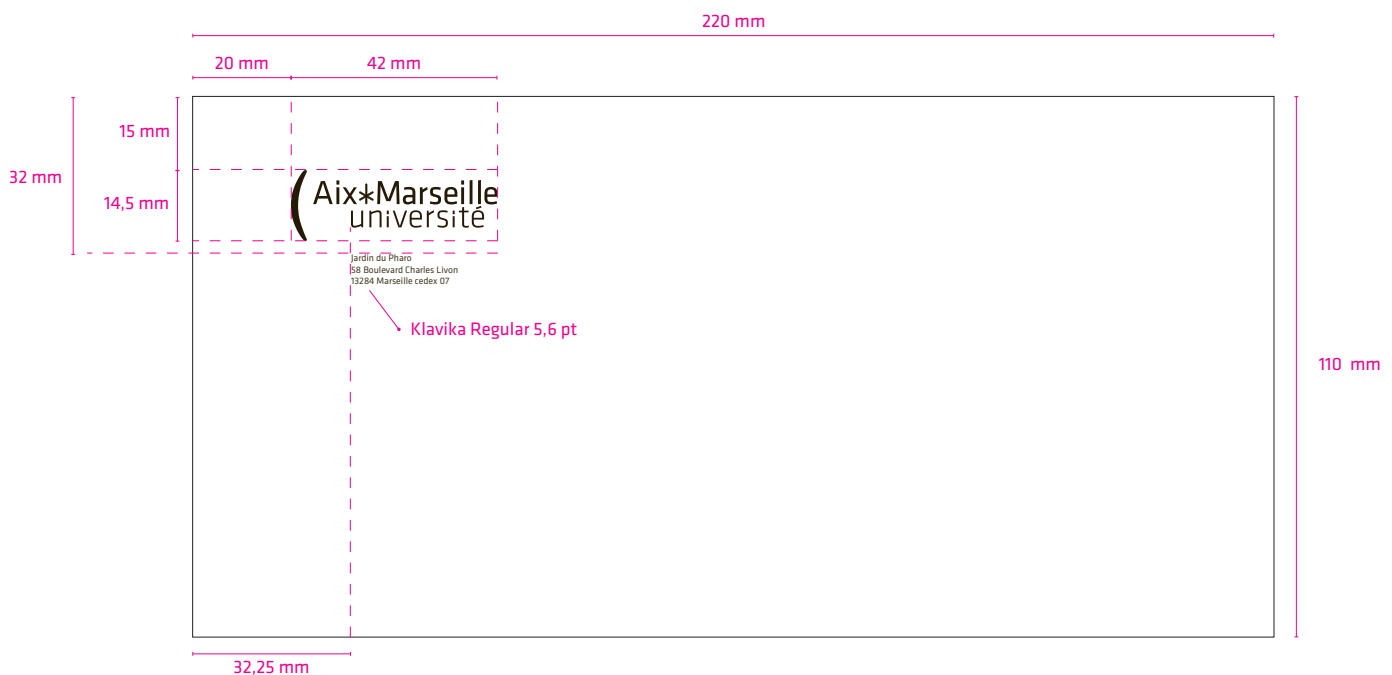 220 mm
20 mm
42 mm
15 mm
32 mm
14,5 mm
Aix*Marseille
université
Jardin du Pharo
58 Boulevard Charles Livon
13284 Marseille cedex 07
Klavika Regular 5,6 pt
110 mm
32,25 mm